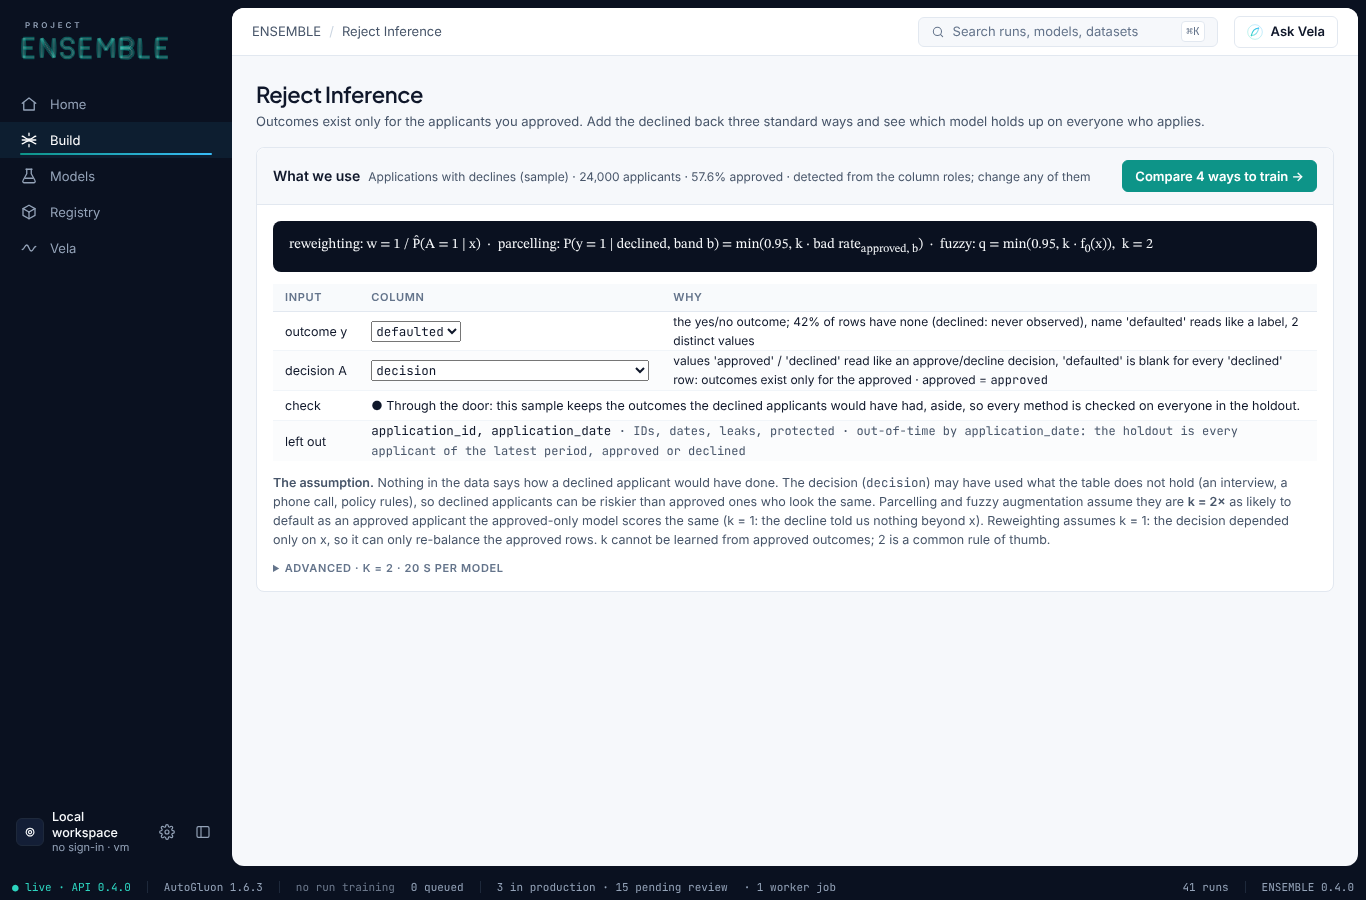 PROJECT
ENSEMBLE
Home
Build
Models
Registry
Vela
Local
workspace
no sign-in · vm
ENSEMBLE / Reject Inference
Search runs, models, datasets
⌘K
Ask Vela
Reject Inference
Outcomes exist only for the applicants you approved. Add the declined back three standard ways and see which model holds up on everyone who applies.
What we use Applications with declines (sample) · 24,000 applicants · 57.6% approved · detected from the column roles; change any of them
Compare 4 ways to train →
reweighting: w = 1 / P̂(A = 1 | x) · parcelling: P(y = 1 | declined, band b) = min(0.95, k · bad rate approved, b) · fuzzy: q = min(0.95, k · f0(x)), k = 2
INPUT COLUMN WHY
outcome y defaulted the yes/no outcome; 42% of rows have none (declined: never observed), name 'defaulted' reads like a label, 2
distinct values
decision A decision values 'approved' / 'declined' read like an approve/decline decision, 'defaulted' is blank for every 'declined'
row: outcomes exist only for the approved · approved = approved
check ● Through the door: this sample keeps the outcomes the declined applicants would have had, aside, so every method is checked on everyone in the holdout.
left out application_id, application_date · IDs, dates, leaks, protected · out-of-time by application_date: the holdout is every
applicant of the latest period, approved or declined
The assumption. Nothing in the data says how a declined applicant would have done. The decision (decision) may have used what the table does not hold (an interview, a
phone call, policy rules), so declined applicants can be riskier than approved ones who look the same. Parcelling and fuzzy augmentation assume they are k = 2× as likely to
default as an approved applicant the approved-only model scores the same (k = 1: the decline told us nothing beyond x). Reweighting assumes k = 1: the decision depended
only on x, so it can only re-balance the approved rows. k cannot be learned from approved outcomes; 2 is a common rule of thumb.
▶ ADVANCED · K = 2 · 20 S PER MODEL
● live · API 0.4.0 AutoGluon 1.6.3 no run training 0 queued 3 in production · 15 pending review · 1 worker job 41 runs ENSEMBLE 0.4.0